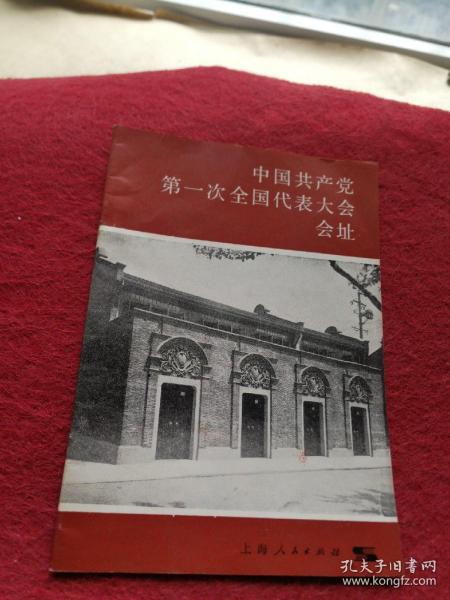 中国共产党
第一次全国代表大会
会址
上海人民出版社
孔夫子旧书网
www.kongfz.com